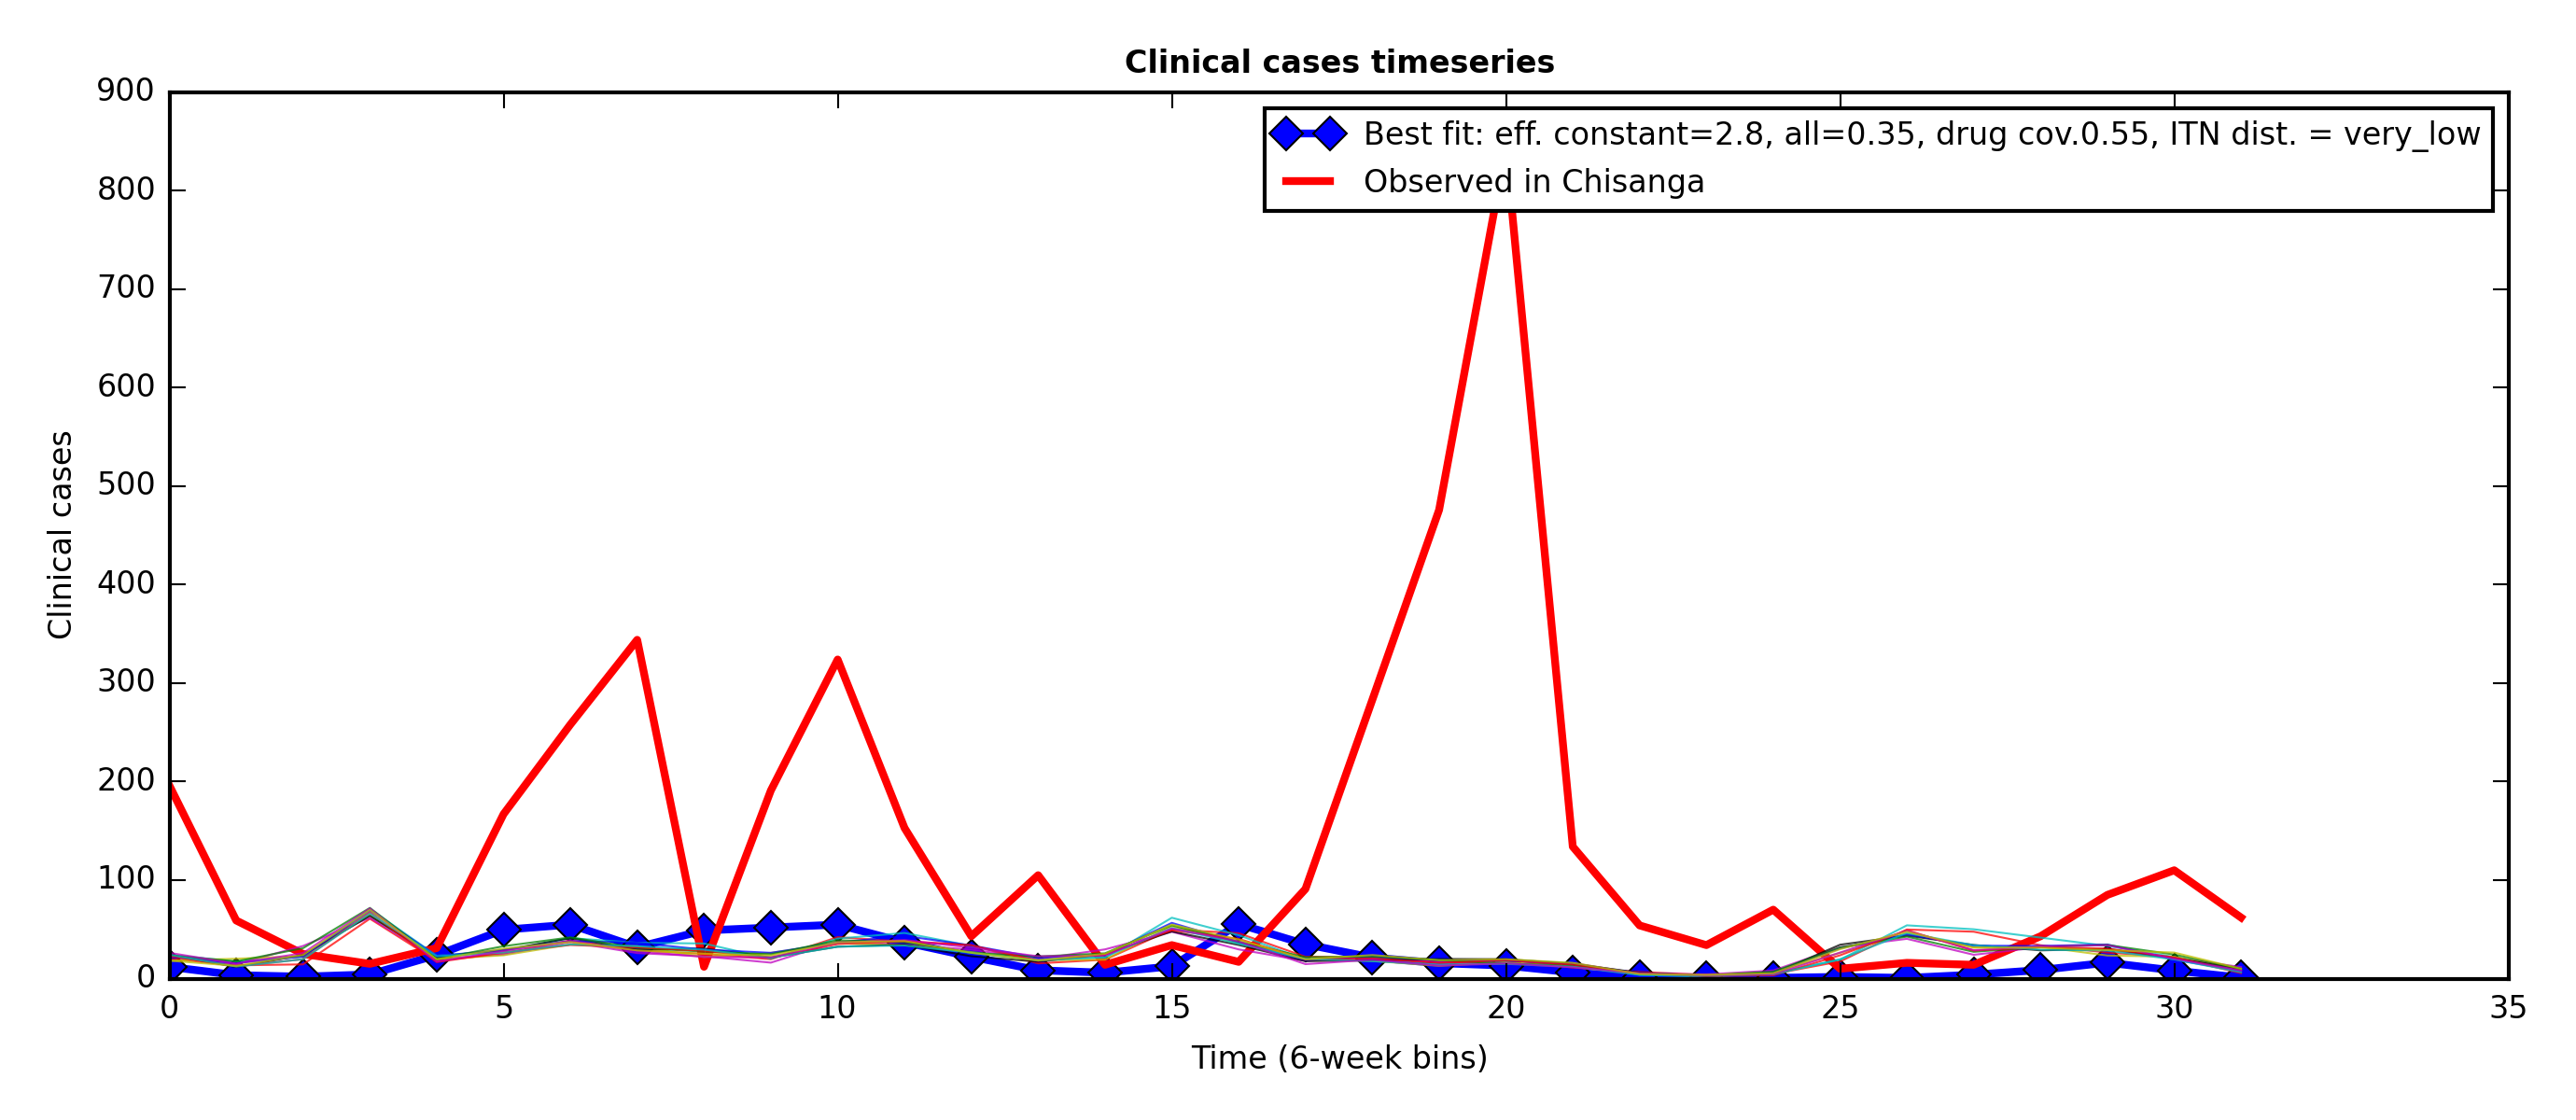 Clinical cases timeseries
900
800
700
600
500
400
300
200
100
0
Clinical cases
Best fit: eff. constant=2.8, all=0.35, drug cov.0.55, ITN dist. = very_low
Observed in Chisanga
0 5 10 15 20 25 30 35
Time (6-week bins)